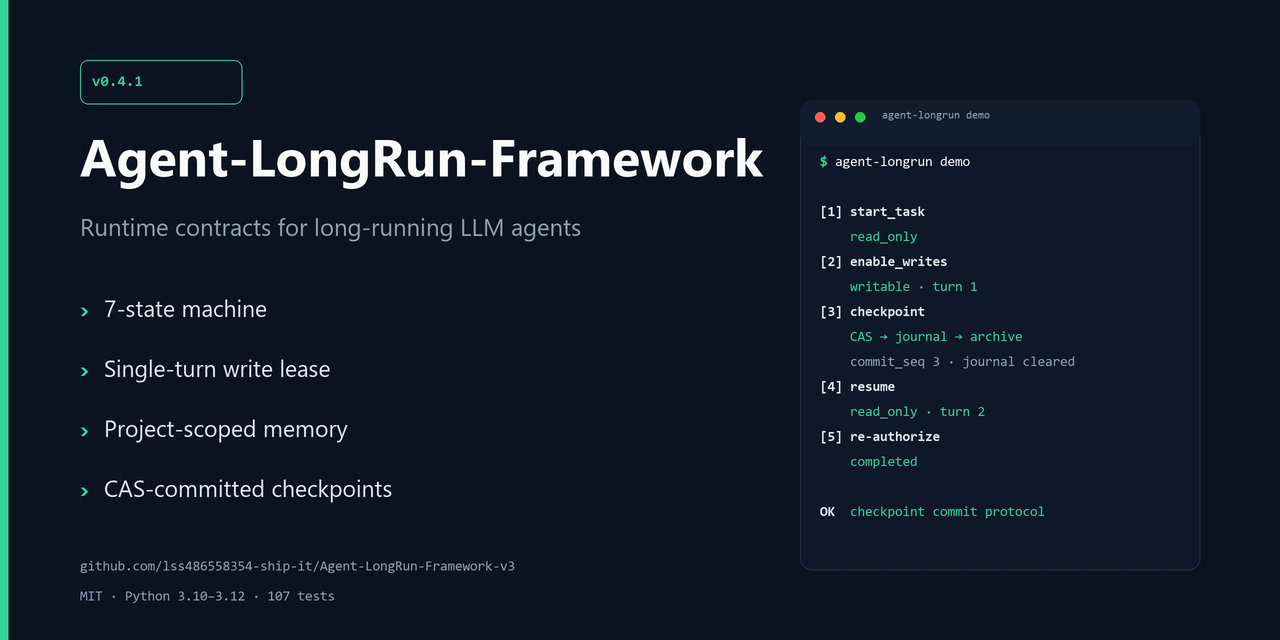 v0.4.1
Agent-LongRun-Framework
Runtime contracts for long-running LLM agents
› 7-state machine
› Single-turn write lease
› Project-scoped memory
› CAS-committed checkpoints
github.com/lss486558354-ship-it/Agent-LongRun-Framework-v3
MIT · Python 3.10–3.12 · 107 tests
agent-longrun demo
$ agent-longrun demo
[1] start_task
read_only
[2] enable_writes
writable · turn 1
[3] checkpoint
CAS → journal → archive
commit_seq 3 · journal cleared
[4] resume
read_only · turn 2
[5] re-authorize
completed
OK checkpoint commit protocol